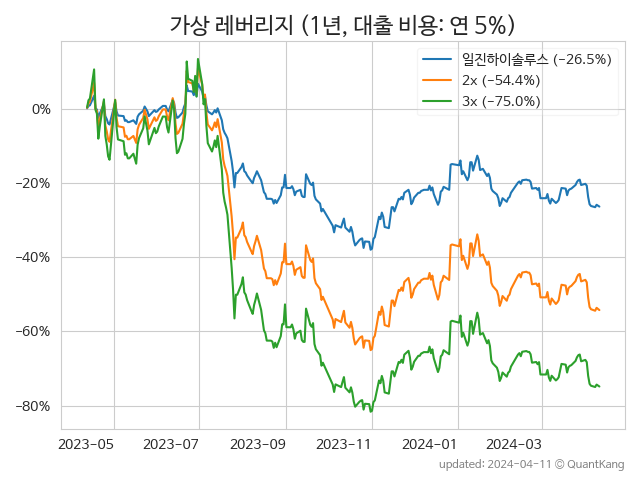 가상 레버리지 (1년, 대출 비용: 연 5%)
일진하이솔루스 (−26.5%)
2x (−54.4%)
3x (−75.0%)
0%
−20%
−40%
−60%
−80%
2023-05 2023-07 2023-09 2023-11 2024-01 2024-03
updated: 2024-04-11 © QuantKang